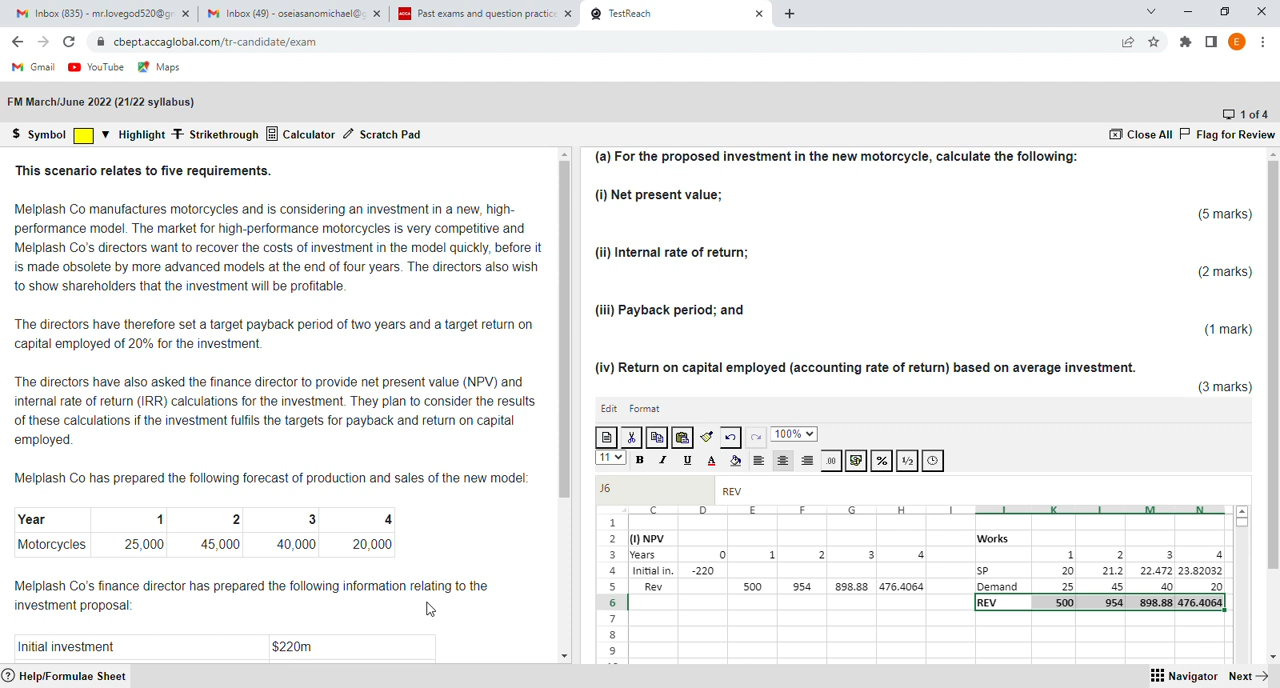 Inbox (835) - mr.lovegod520@g
Inbox (49) - oseiasanomichael@
ACCA
Past exams and question practice
TestReach
cbept.accaglobal.com/tr-candidate/exam
E
Gmail YouTube Maps
FM March/June 2022 (21/22 syllabus)
1 of 4
$ Symbol Highlight Strikethrough Calculator Scratch Pad
Close All Flag for Review
This scenario relates to five requirements.
Melplash Co manufactures motorcycles and is considering an investment in a new, high-
performance model. The market for high-performance motorcycles is very competitive and
Melplash Co's directors want to recover the costs of investment in the model quickly, before it
is made obsolete by more advanced models at the end of four years. The directors also wish
to show shareholders that the investment will be profitable.
The directors have therefore set a target payback period of two years and a target return on
capital employed of 20% for the investment.
The directors have also asked the finance director to provide net present value (NPV) and
internal rate of return (IRR) calculations for the investment. They plan to consider the results
of these calculations if the investment fulfils the targets for payback and return on capital
employed.
Melplash Co has prepared the following forecast of production and sales of the new model:
Year 1 2 3 4
Motorcycles 25,000 45,000 40,000 20,000
Melplash Co's finance director has prepared the following information relating to the
investment proposal:
Initial investment $220m
(a) For the proposed investment in the new motorcycle, calculate the following:
(i) Net present value;
(5 marks)
(ii) Internal rate of return;
(2 marks)
(iii) Payback period; and
(1 mark)
(iv) Return on capital employed (accounting rate of return) based on average investment.
(3 marks)
Edit Format
100%
11 B I U A .00 % 1/2
J6 REV
C D E F G H I J K L M N
1
2 (I) NPV Works
3 Years 0 1 2 3 4 1 2 3 4
4 Initial in. -220 SP 20 21.2 22.472 23.82032
5 Rev 500 954 898.88 476.4064 Demand 25 45 40 20
6 REV 500 954 898.88 476.4064
7
8
9
Help/Formulae Sheet
Navigator Next